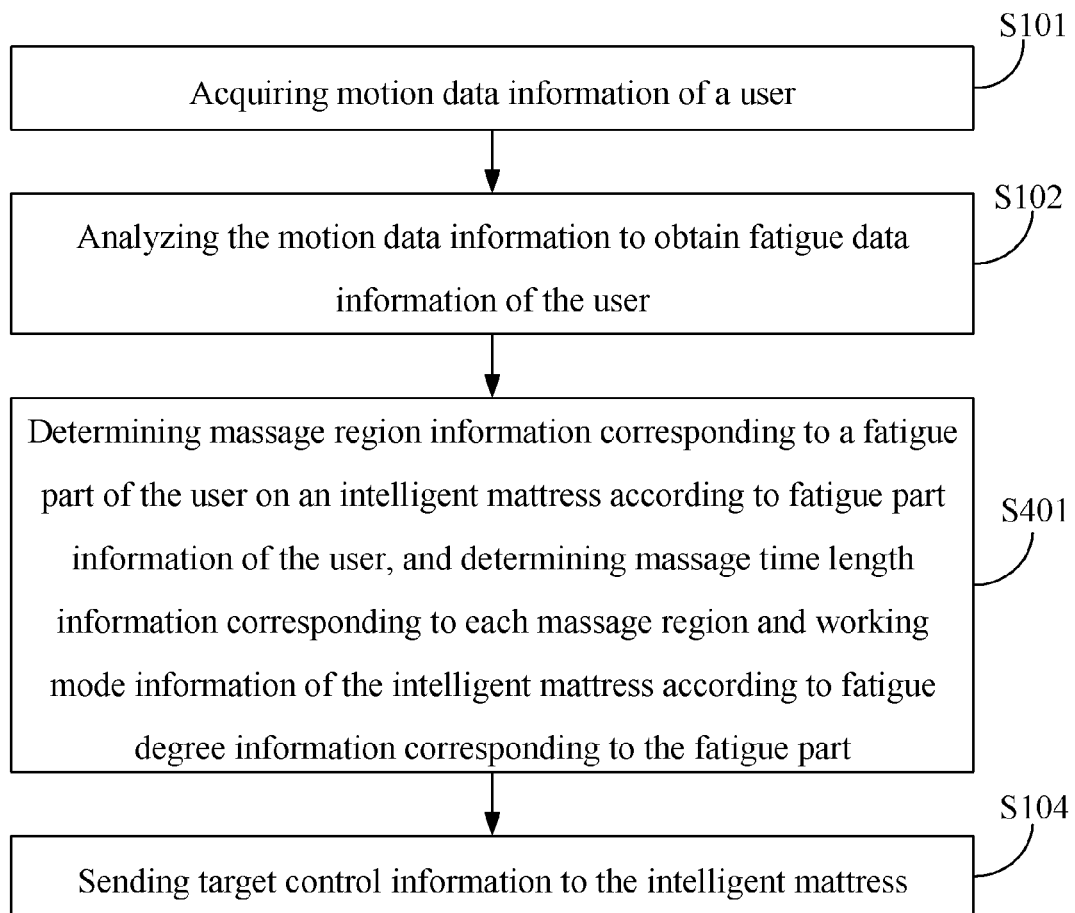 S101
Acquiring motion data information of a user
S102
Analyzing the motion data information to obtain fatigue data
information of the user
Determining massage region information corresponding to a fatigue
part of the user on an intelligent mattress according to fatigue part
information of the user, and determining massage time length
information corresponding to each massage region and working
mode information of the intelligent mattress according to fatigue
degree information corresponding to the fatigue part
S401
S104
Sending target control information to the intelligent mattress